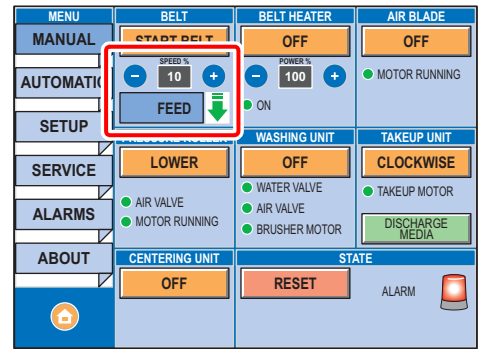 MENU
MANUAL
AUTOMATIC
SETUP
SERVICE
ALARMS
ABOUT
BELT
START BELT
SPEED %
10
FEED
BELT HEATER
OFF
POWER %
100
ON
AIR BLADE
OFF
MOTOR RUNNING
PRESSURE ROLLER
LOWER
AIR VALVE
MOTOR RUNNING
WASHING UNIT
OFF
WATER VALVE
AIR VALVE
BRUSHER MOTOR
TAKEUP UNIT
CLOCKWISE
TAKEUP MOTOR
DISCHARGE
MEDIA
CENTERING UNIT
OFF
STATE
RESET
ALARM